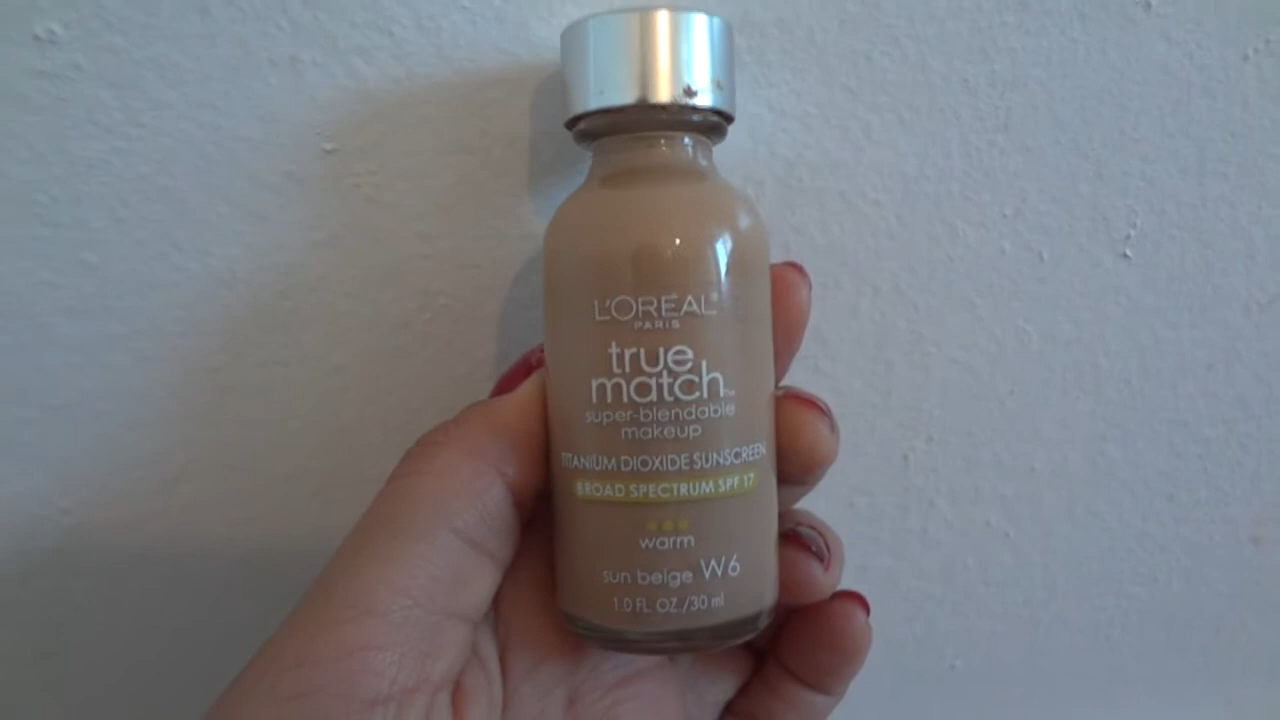 L'ORÉAL
PARIS
true
match™
super-blendable
makeup
TITANIUM DIOXIDE SUNSCREEN
BROAD SPECTRUM SPF 17
warm
sun beige W6
1.0 FL. OZ./30 ml